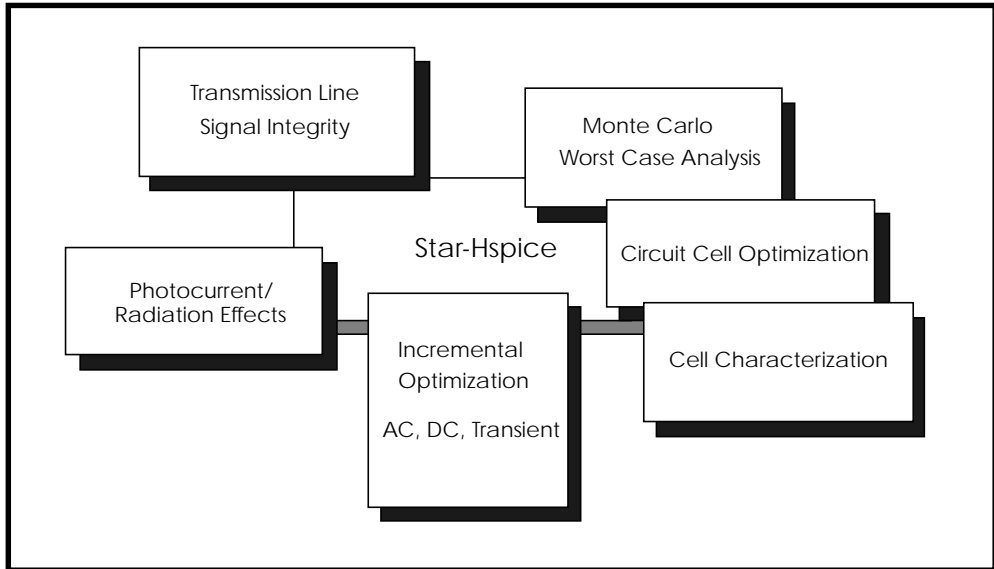 Transmission Line
Signal Integrity
Monte Carlo
Worst Case Analysis
Star-Hspice
Circuit Cell Optimization
Photocurrent/
Radiation Effects
Incremental
Optimization
AC, DC, Transient
Cell Characterization